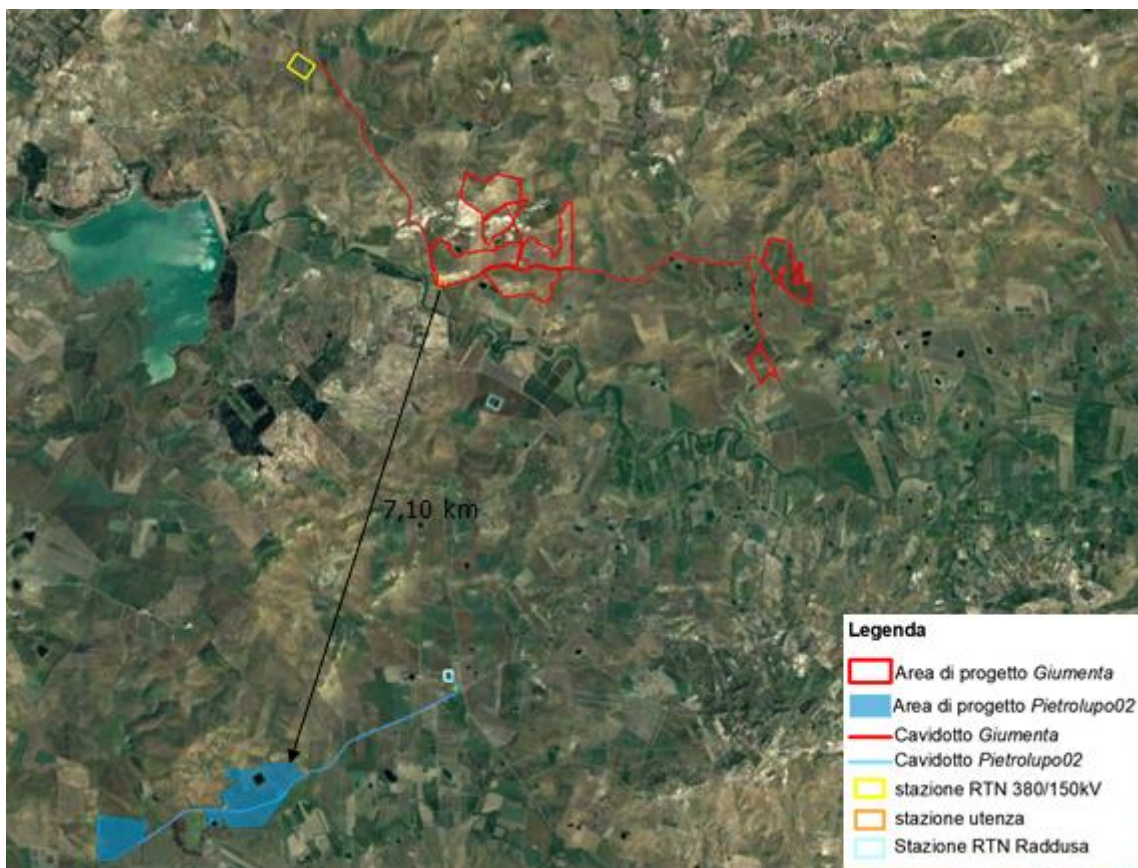 7,10 km
Legenda
Area di progetto Giumenta
Area di progetto Pietrolupo02
Cavidotto Giumenta
Cavidotto Pietrolupo02
stazione RTN 380/150kV
stazione utenza
Stazione RTN Raddusa